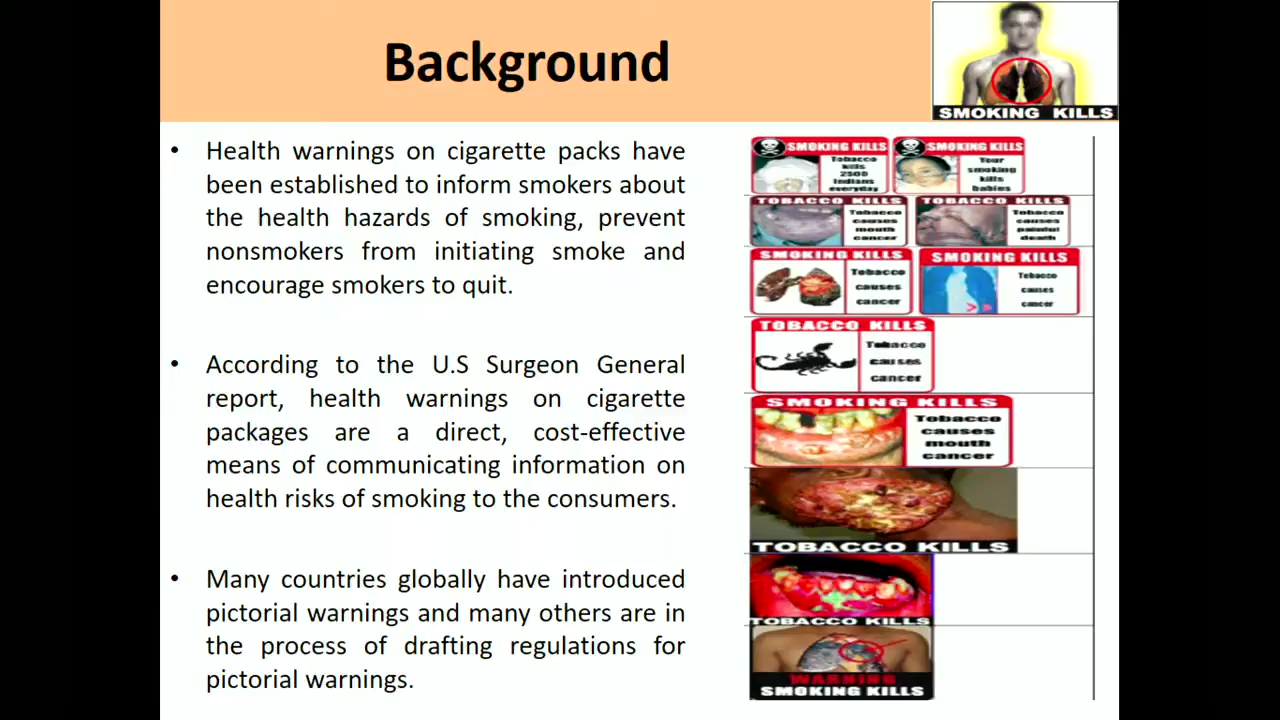 Background
SMOKING KILLS
• Health warnings on cigarette packs have
been established to inform smokers about
the health hazards of smoking, prevent
nonsmokers from initiating smoke and
encourage smokers to quit.
• According to the U.S Surgeon General
report, health warnings on cigarette
packages are a direct, cost-effective
means of communicating information on
health risks of smoking to the consumers.
• Many countries globally have introduced
pictorial warnings and many others are in
the process of drafting regulations for
pictorial warnings.
SMOKING KILLS
Tobacco
kills
2500
Indians
everyday
SMOKING KILLS
Your
smoking
kills
babies
TOBACCO KILLS
Tobacco
causes
mouth
cancer
TOBACCO KILLS
Tobacco
causes
painful
death
SMOKING KILLS
Tobacco
causes
cancer
SMOKING KILLS
Tobacco
causes
cancer
TOBACCO KILLS
Tobacco
causes
cancer
SMOKING KILLS
Tobacco
causes
mouth
cancer
TOBACCO KILLS
TOBACCO KILLS
WARNING
SMOKING KILLS